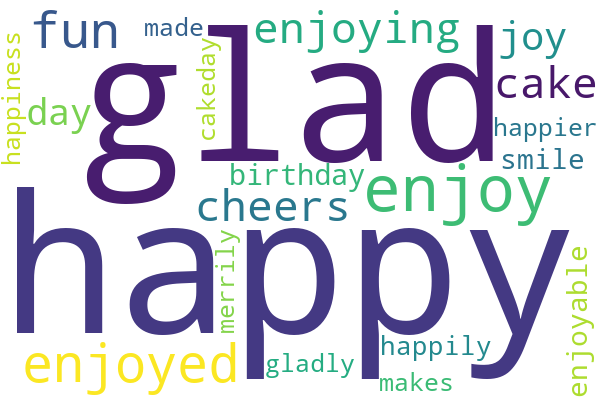 fun
made
enjoying
joy
happiness
cakeday
glad
cake
day
happier
smile
birthday
enjoy
cheers
happy
merrily
enjoyable
enjoyed
gladly
happily
makes